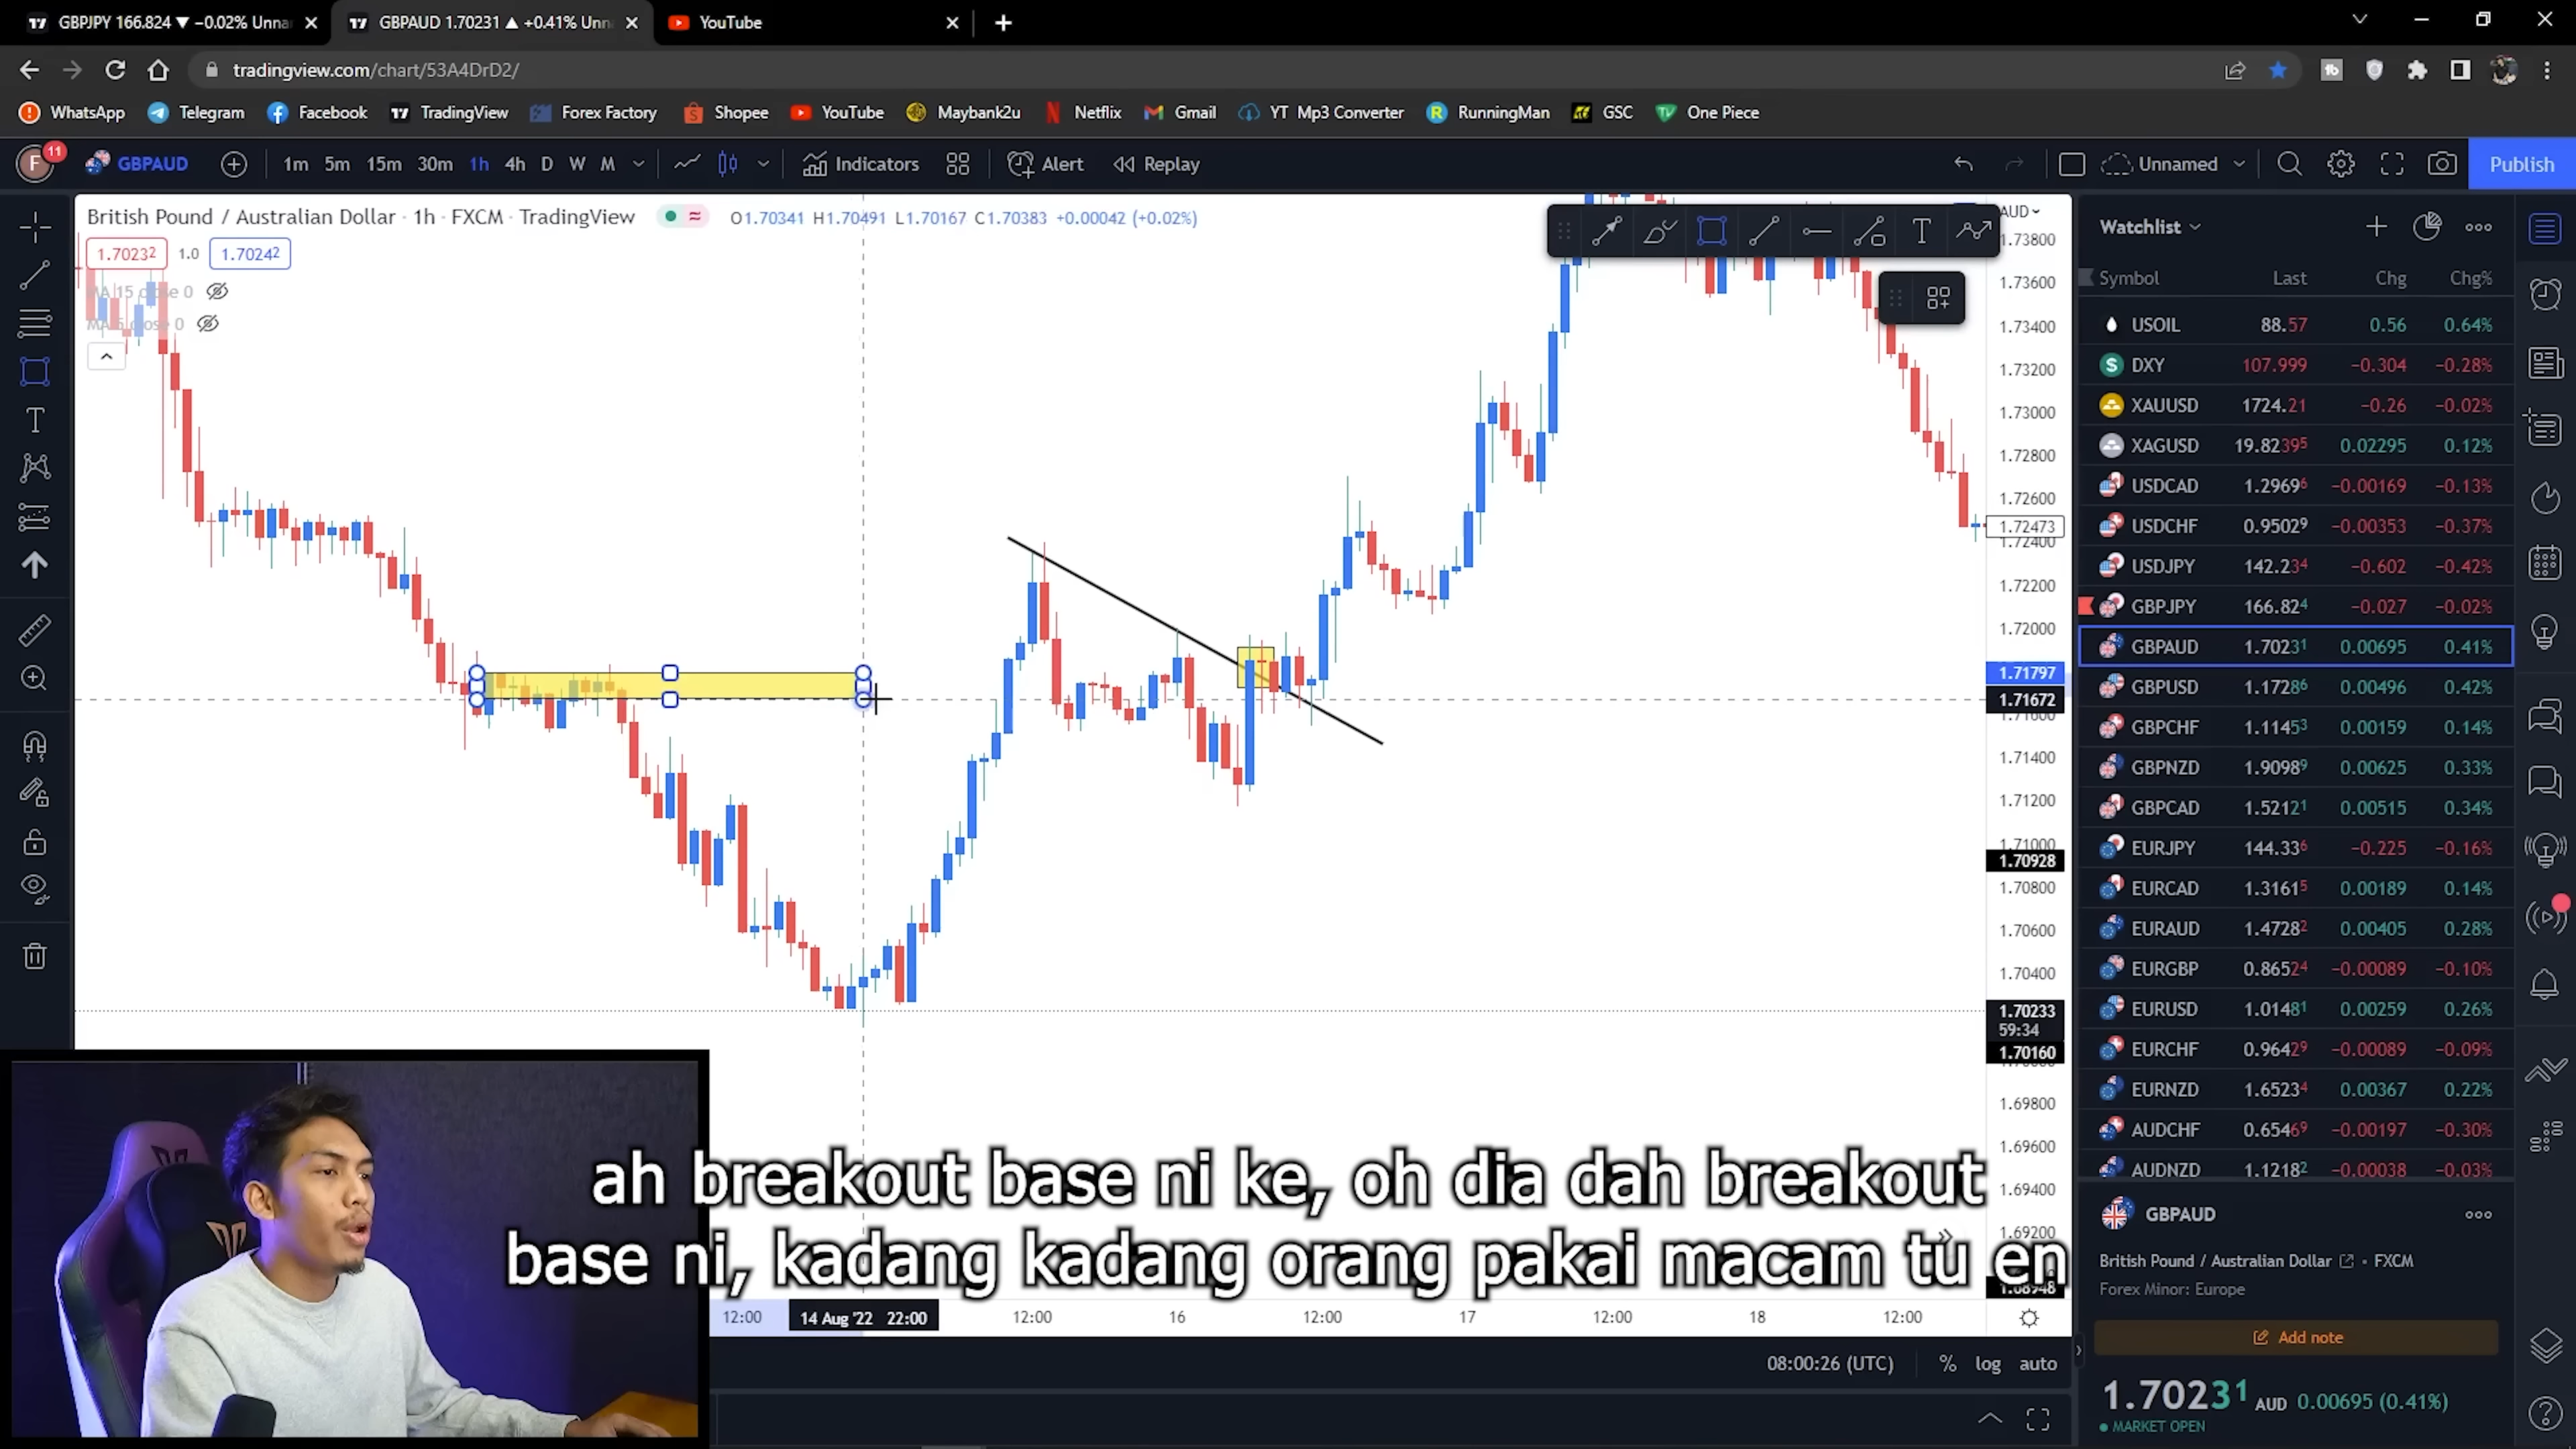 GBPJPY 166.824 ▼ −0.02% Unna
GBPAUD 1.70231 ▲ +0.41% Unn
YouTube
tradingview.com/chart/53A4DrD2/
WhatsApp
Telegram
Facebook
TradingView
Forex Factory
Shopee
YouTube
Maybank2u
Netflix
Gmail
YT Mp3 Converter
RunningMan
GSC
One Piece
F
11
GBPAUD
1m 5m 15m 30m 1h 4h D W M
Indicators
Alert
Replay
Unnamed
Publish
British Pound / Australian Dollar · 1h · FXCM · TradingView
O1.70341 H1.70491 L1.70167 C1.70383 +0.00042 (+0.02%)
1.70232
1.0
1.70242
MA 15 close 0
close 0
AUD
1.73800
1.73600
1.73400
1.73200
1.73000
1.72800
1.72600
1.72473
1.72400
1.72200
1.72000
1.71797
1.71672
1.71600
1.71400
1.71200
1.71000
1.70928
1.70800
1.70600
1.70400
1.70233
59:34
1.70160
1.69800
1.69600
1.69400
1.69200
1.68948
Watchlist
Symbol Last Chg Chg%
USOIL 88.57 0.56 0.64%
DXY 107.999 −0.304 −0.28%
XAUUSD 1724.21 −0.26 −0.02%
XAGUSD 19.82395 0.02295 0.12%
USDCAD 1.29696 −0.00169 −0.13%
USDCHF 0.95029 −0.00353 −0.37%
USDJPY 142.234 −0.602 −0.42%
GBPJPY 166.824 −0.027 −0.02%
GBPAUD 1.70231 0.00695 0.41%
GBPUSD 1.17286 0.00496 0.42%
GBPCHF 1.11453 0.00159 0.14%
GBPNZD 1.90989 0.00625 0.33%
GBPCAD 1.52121 0.00515 0.34%
EURJPY 144.336 −0.225 −0.16%
EURCAD 1.31615 0.00189 0.14%
EURAUD 1.47282 0.00405 0.28%
EURGBP 0.86524 −0.00089 −0.10%
EURUSD 1.01481 0.00259 0.26%
EURCHF 0.96429 −0.00089 −0.09%
EURNZD 1.65234 0.00367 0.22%
AUDCHF 0.65469 −0.00197 −0.30%
AUDNZD 1.12182 −0.00038 −0.03%
GBPAUD
British Pound / Australian Dollar • FXCM
Forex Minor: Europe
Add note
1.70231 AUD 0.00695 (0.41%)
MARKET OPEN
ah breakout base ni ke, oh dia dah breakout
base ni, kadang kadang orang pakai macam tu en
12:00
14 Aug '22 22:00
12:00
16
12:00
17
12:00
18
12:00
08:00:26 (UTC)
% log auto